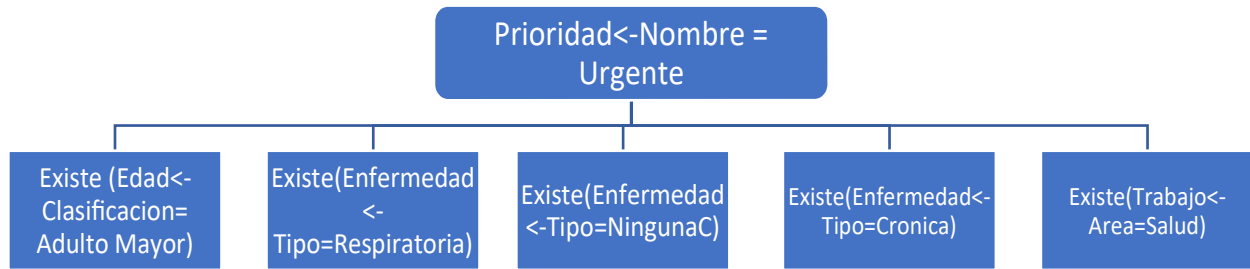 Prioridad<-Nombre =
Urgente
Existe (Edad<-
Clasificacion=
Adulto Mayor)
Existe(Enfermedad
<-
Tipo=Respiratoria)
Existe(Enfermedad
<-Tipo=NingunaC)
Existe(Enfermedad<-
Tipo=Cronica)
Existe(Trabajo<-
Area=Salud)